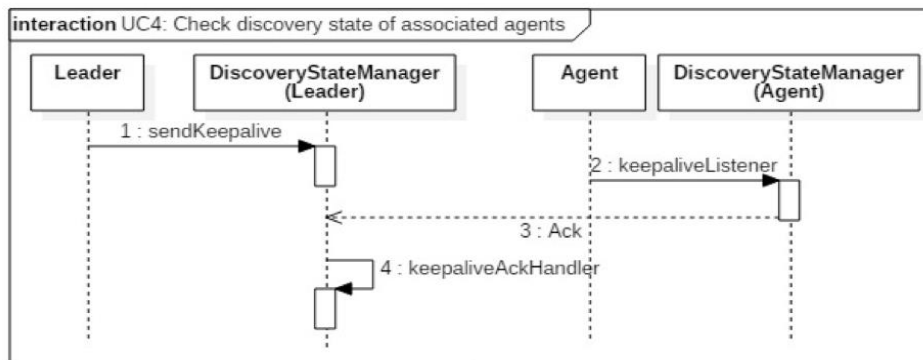 interaction UC4: Check discovery state of associated agents
Leader
DiscoveryStateManager
(Leader)
Agent
DiscoveryStateManager
(Agent)
1 : sendKeepalive
2 : keepaliveListener
3 : Ack
4 : keepaliveAckHandler